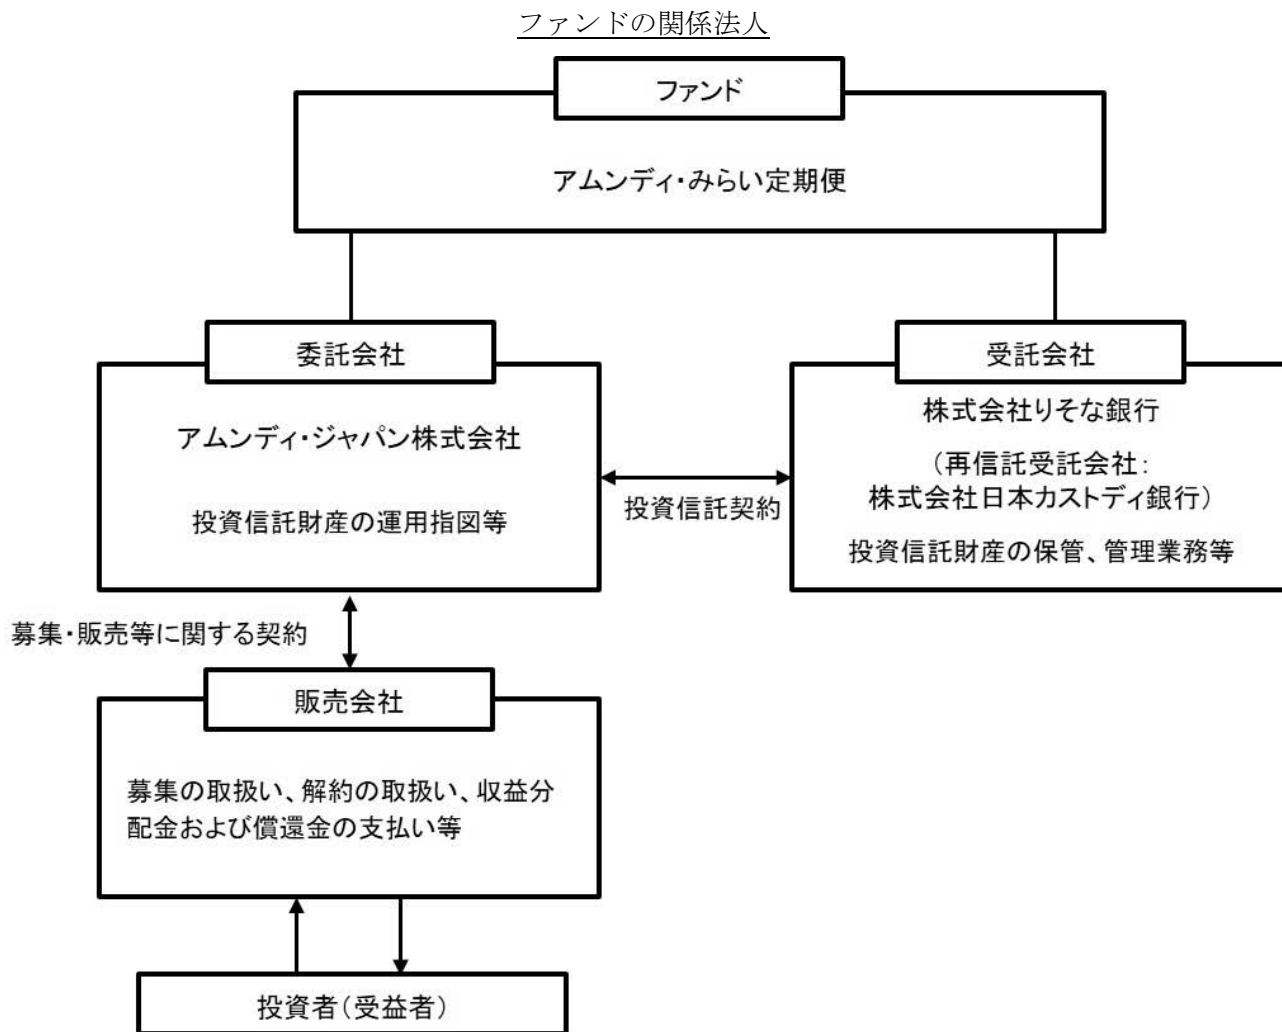 ファンドの関係法人
ファンド
アムンディ・みらい定期便
委託会社
アムンディ・ジャパン株式会社
投資信託財産の運用指図等
投資信託契約
受託会社
株式会社りそな銀行
（再信託受託会社：
株式会社日本カストディ銀行）
投資信託財産の保管、管理業務等
募集・販売等に関する契約
販売会社
募集の取扱い、解約の取扱い、収益分
配金および償還金の支払い等
投資者（受益者）